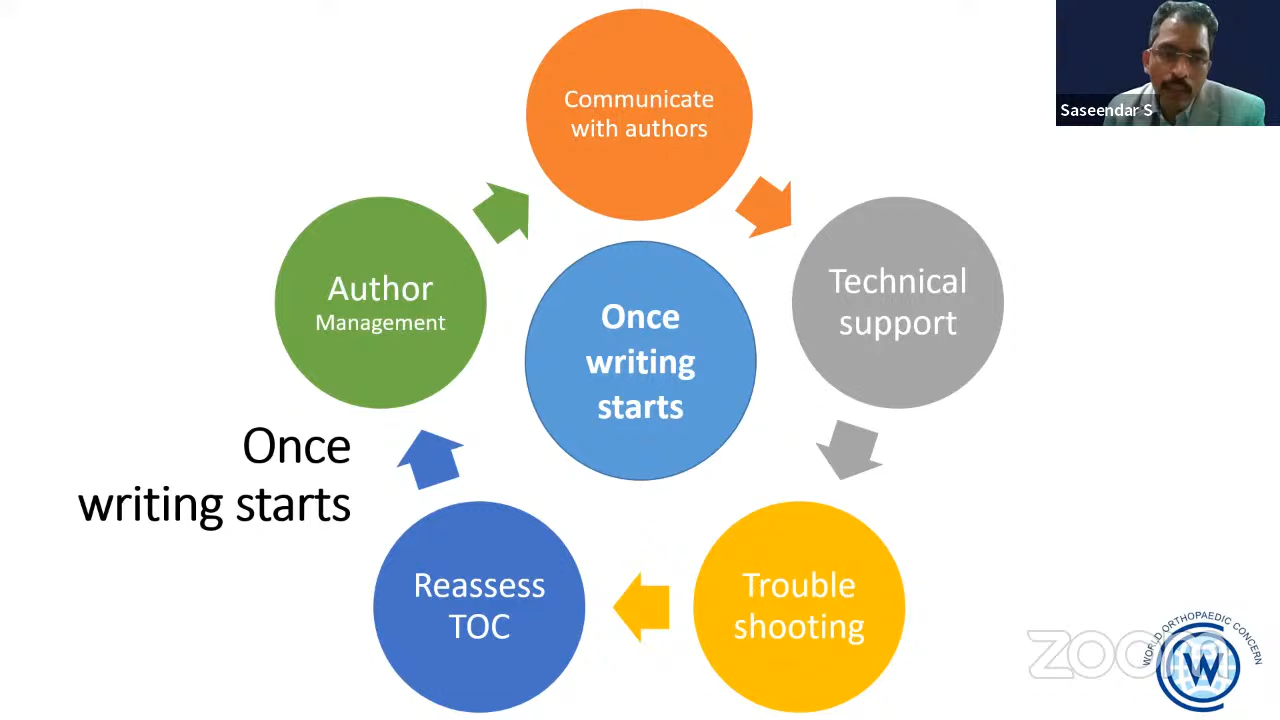 Communicate
with authors
Saseendar S
Technical
support
Author
Management
Once
writing
starts
Once
writing starts
Reassess
TOC
Trouble
shooting
zoom
WORLD ORTHOPAEDIC CONCERN
W